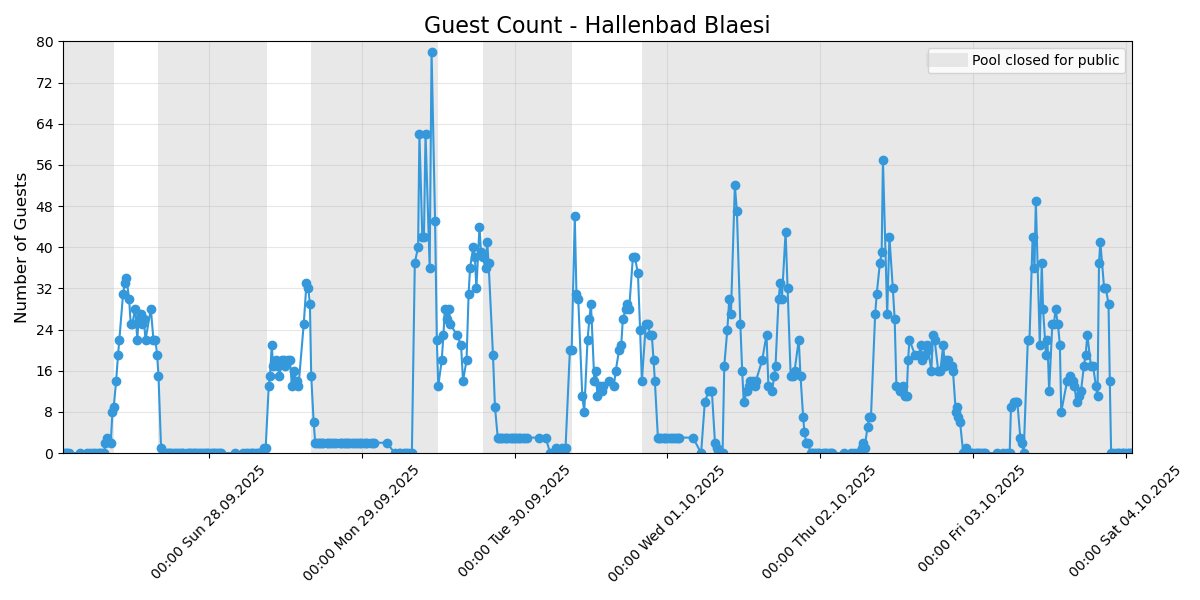 Guest Count - Hallenbad Blaesi
Pool closed for public
Number of Guests
80
72
64
56
48
40
32
24
16
8
0
00:00 Sun 28.09.2025
00:00 Mon 29.09.2025
00:00 Tue 30.09.2025
00:00 Wed 01.10.2025
00:00 Thu 02.10.2025
00:00 Fri 03.10.2025
00:00 Sat 04.10.2025